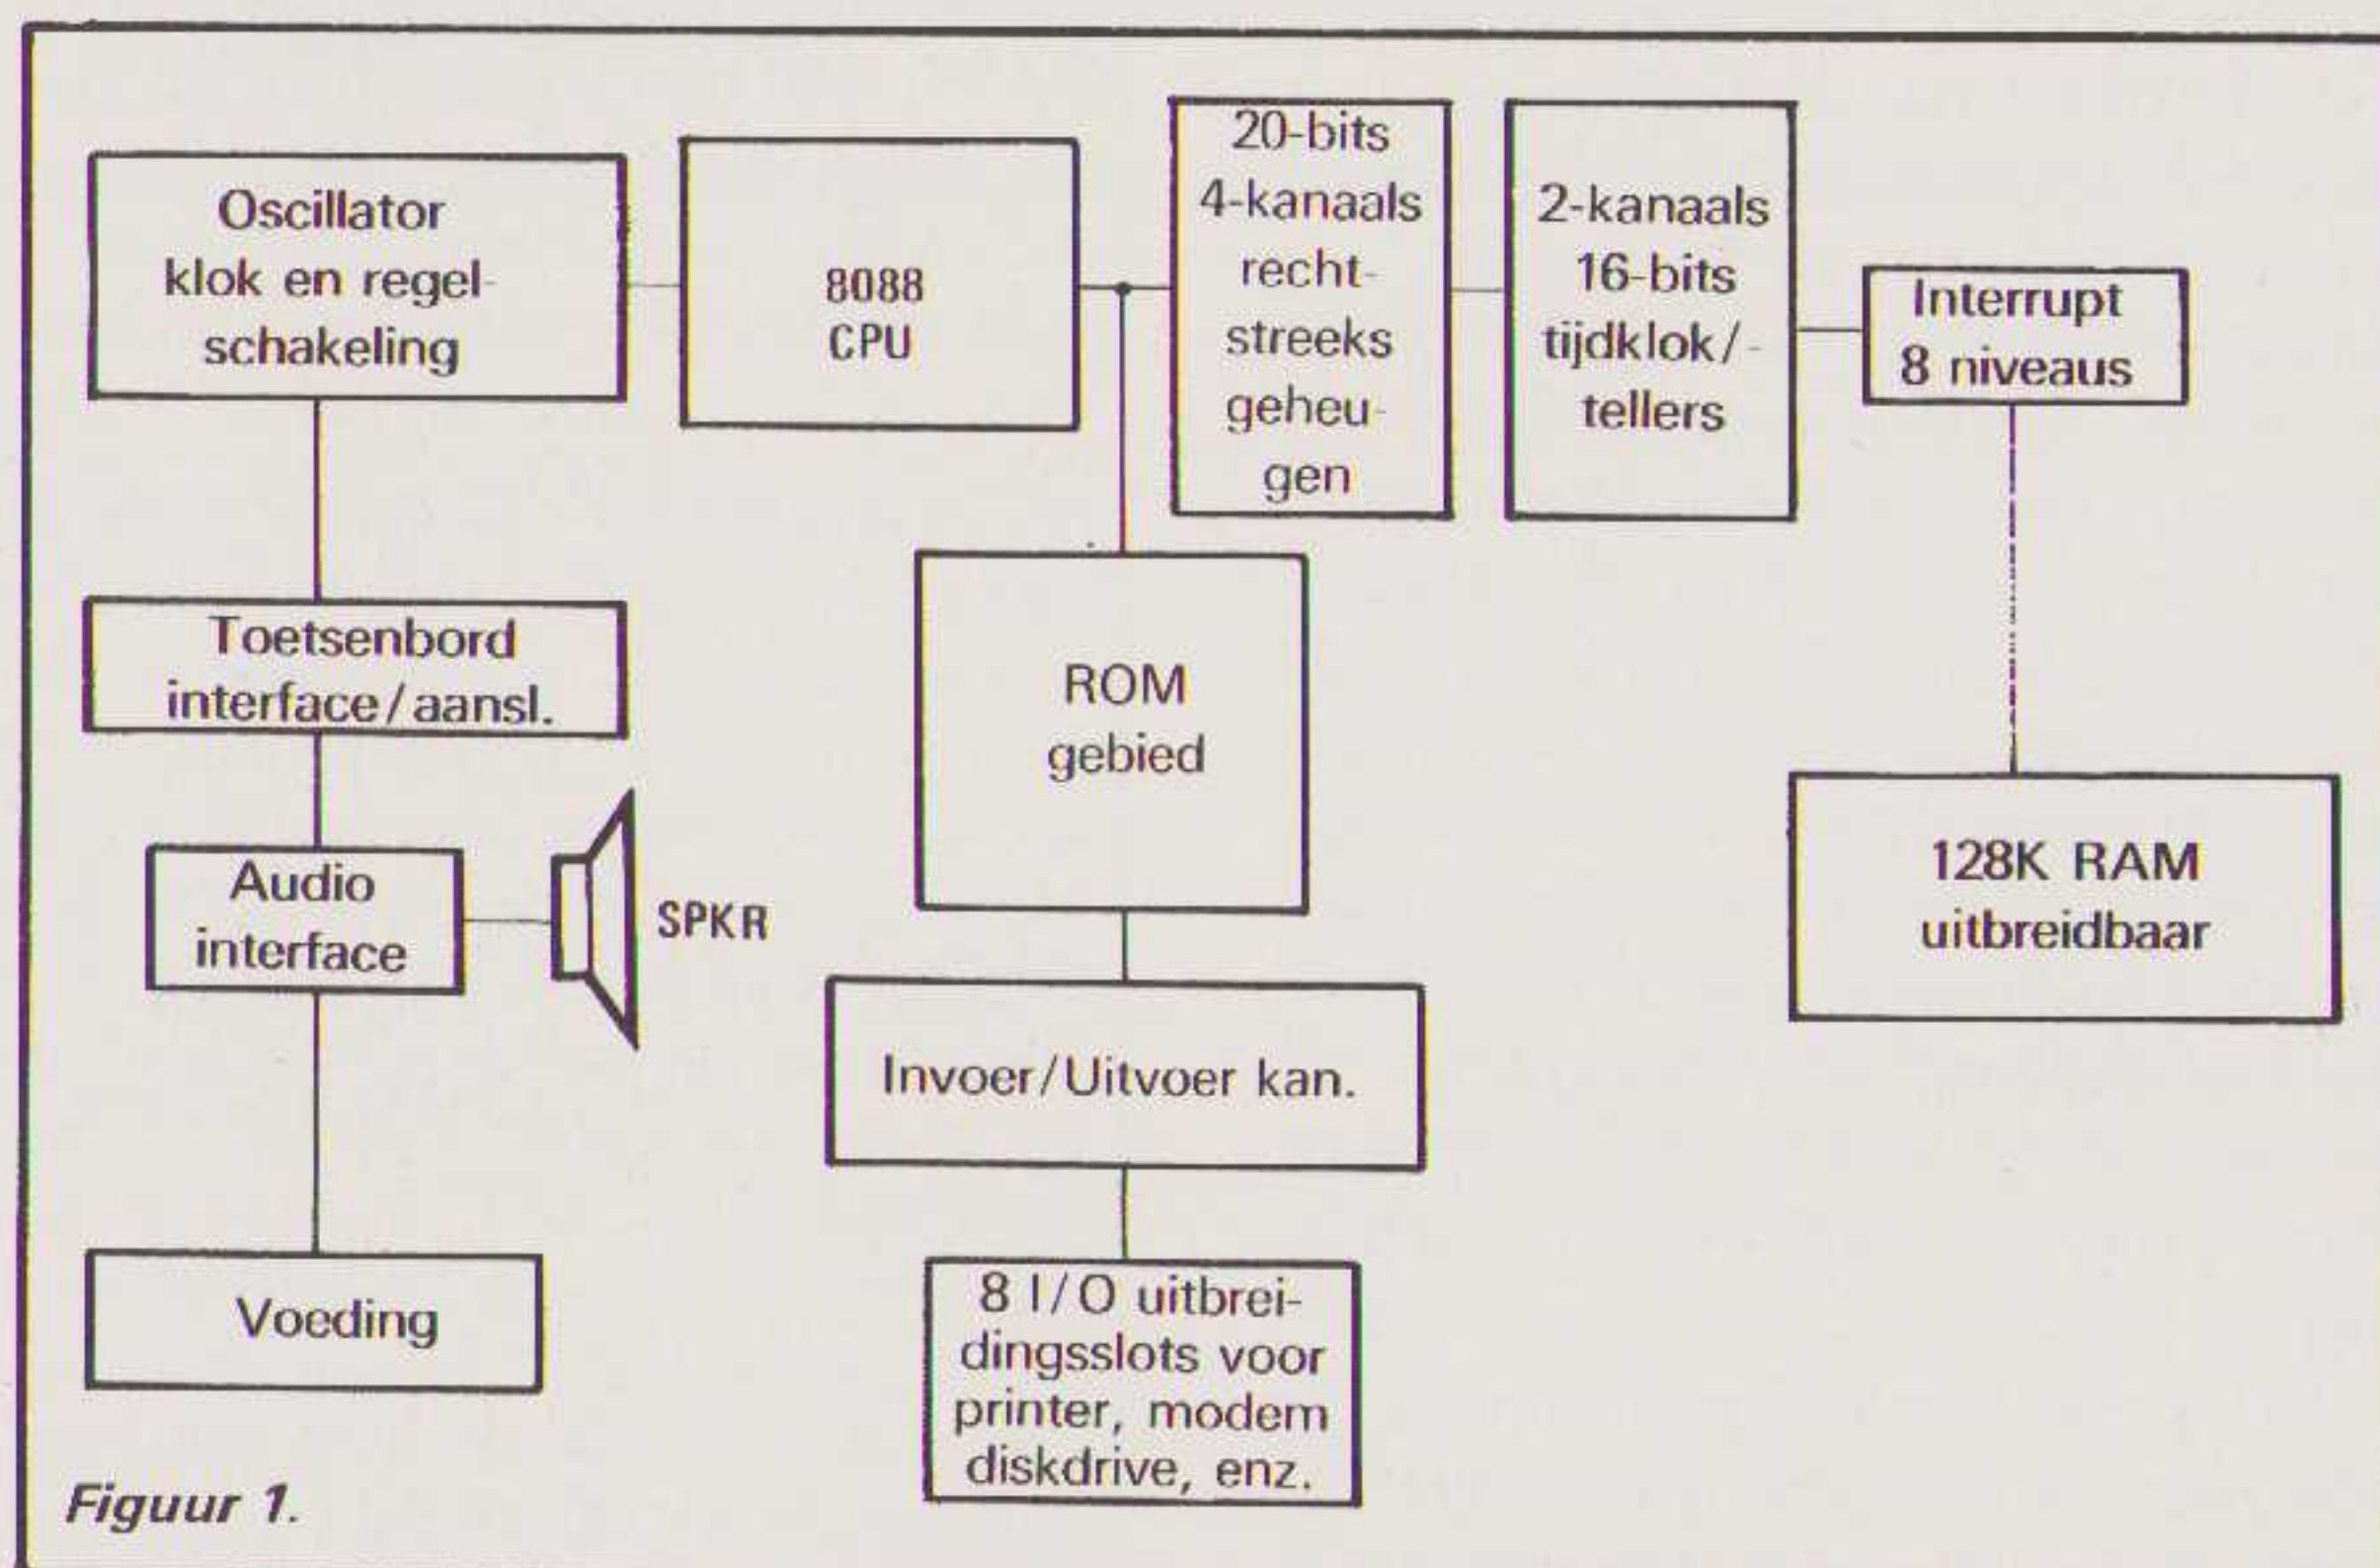 Oscillator
klok en regel-
schakeling
8088
CPU
20-bits
4-kanaals
recht-
streeks
geheu-
gen
2-kanaals
16-bits
tijdklok/-
tellers
Interrupt
8 niveaus
Toetsenbord
interface/aansl.
Audio
interface
SPKR
ROM
gebied
128K RAM
uitbreidbaar
Invoer/Uitvoer kan.
Voeding
8 I/O uitbrei-
dingsslots voor
printer, modem
diskdrive, enz.
Figuur 1.